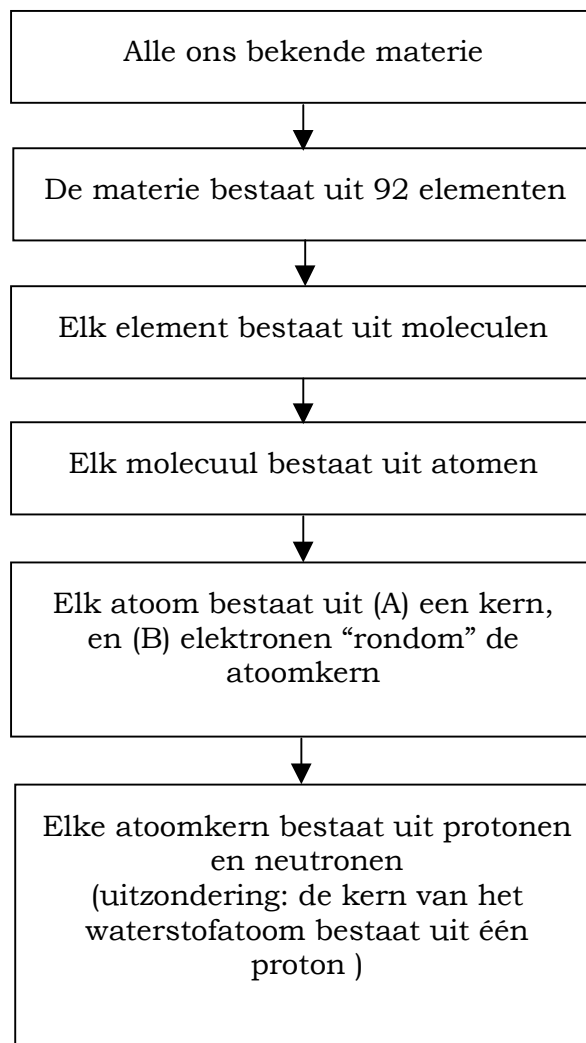 Alle ons bekende materie
De materie bestaat uit 92 elementen
Elk element bestaat uit moleculen
Elk molecuul bestaat uit atomen
Elk atoom bestaat uit (A) een kern,
en (B) elektronen “rondom” de
atoomkern
Elke atoomkern bestaat uit protonen
en neutronen
(uitzondering: de kern van het
waterstofatoom bestaat uit één
proton )